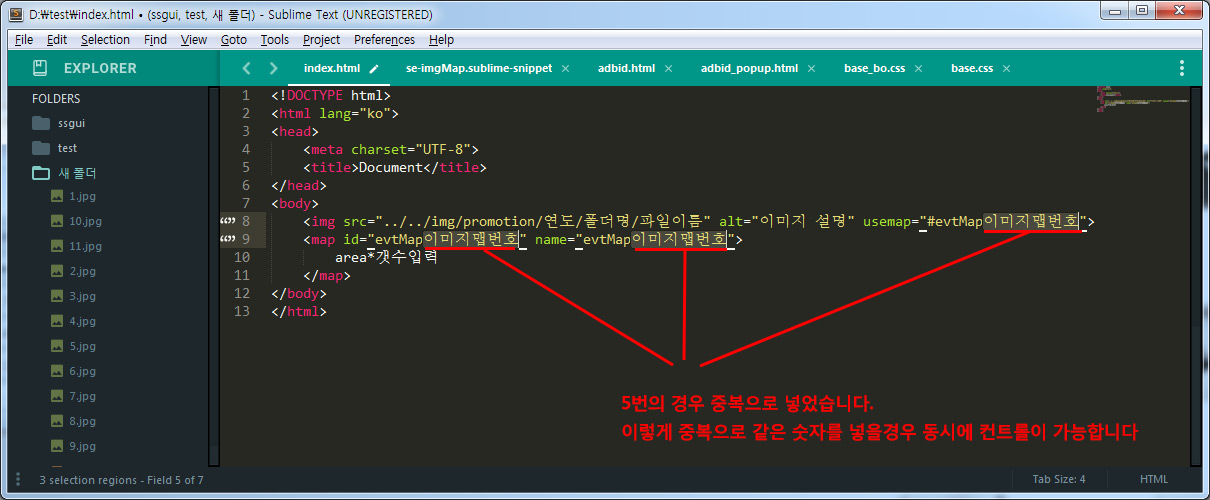 D:₩test₩index.html • (ssgui, test, 새 폴더) - Sublime Text (UNREGISTERED)
File Edit Selection Find View Goto Tools Project Preferences Help
EXPLORER
index.html se-imgMap.sublime-snippet × adbid.html × adbid_popup.html × base_bo.css × base.css ×
FOLDERS
ssgui
test
새 폴더
1.jpg
10.jpg
11.jpg
2.jpg
3.jpg
4.jpg
5.jpg
6.jpg
7.jpg
8.jpg
9.jpg
1 <!DOCTYPE html>
2 <html lang="ko">
3 <head>
4 <meta charset="UTF-8">
5 <title>Document</title>
6 </head>
7 <body>
8 <img src="../../img/promotion/연도/폴더명/파일이름" alt="이미지 설명" usemap="#evtMap이미지맵번호">
9 <map id="evtMap이미지맵번호" name="evtMap이미지맵번호">
10 area*갯수입력
11 </map>
12 </body>
13 </html>
5번의 경우 중복으로 넣었습니다.
이렇게 중복으로 같은 숫자를 넣을경우 동시에 컨트롤이 가능합니다
3 selection regions - Field 5 of 7
Tab Size: 4
HTML